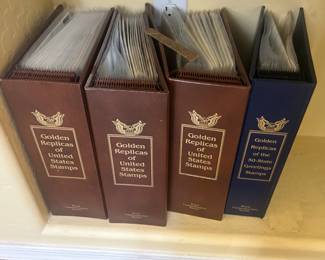 Golden
Replicas
of
United
States
Stamps
Golden
Replicas
of
United States
Stamps
Golden
Replicas
of
United
States
Stamps
Golden
Replicas
of the
50-State
Greetings
Stamps